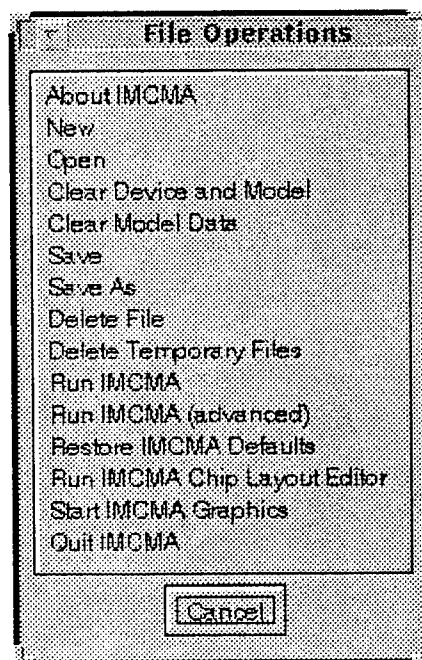 File Operations
About IMCMA
New
Open
Clear Device and Model
Clear Model Data
Save
Save As
Delete File
Delete Temporary Files
Run IMCMA
Run IMCMA (advanced)
Restore IMCMA Defaults
Run IMCMA Chip Layout Editor
Start IMCMA Graphics
Quit IMCMA
Cancel